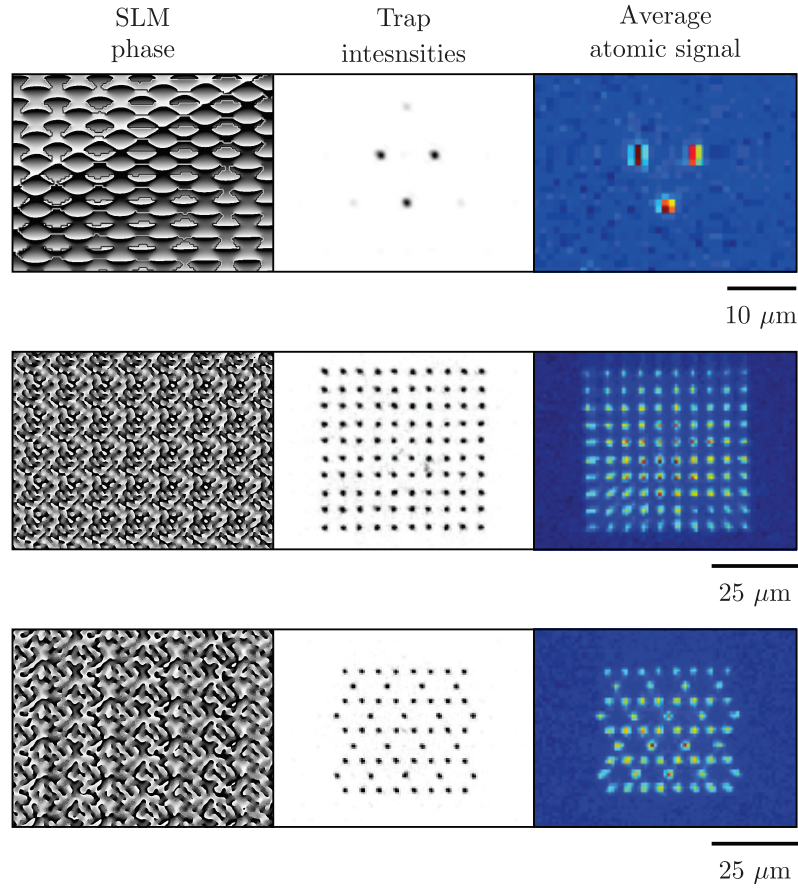 SLM
phase
Trap
intesnsities
Average
atomic signal
10 μm
25 μm
25 μm